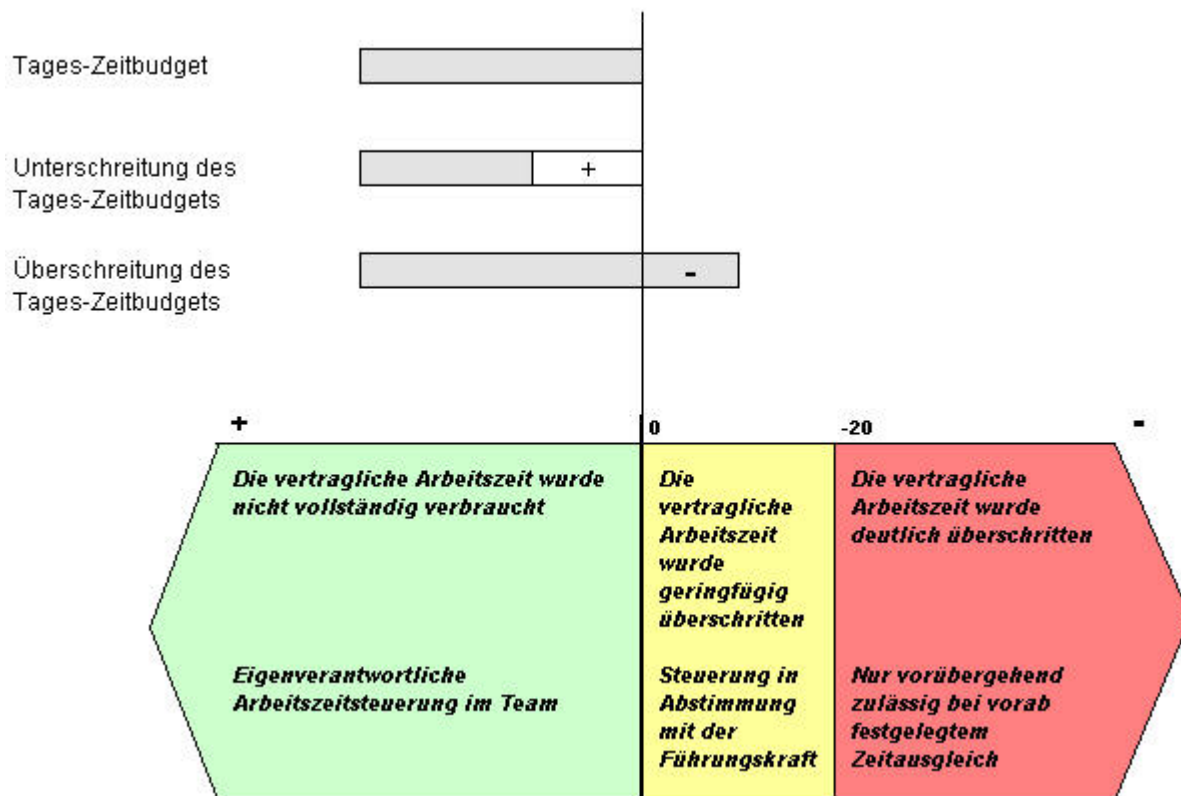 Tages-Zeitbudget
Unterschreitung des
Tages-Zeitbudgets
+
Überschreitung des
Tages-Zeitbudgets
-
+ 0 -20 -
Die vertragliche Arbeitszeit wurde
nicht vollständig verbraucht
Eigenverantwortliche
Arbeitszeitsteuerung im Team
Die
vertragliche
Arbeitszeit
wurde
geringfügig
überschritten
Steuerung in
Abstimmung
mit der
Führungskraft
Die vertragliche
Arbeitszeit wurde
deutlich überschritten
Nur vorübergehend
zulässig bei vorab
festgelegtem
Zeitausgleich